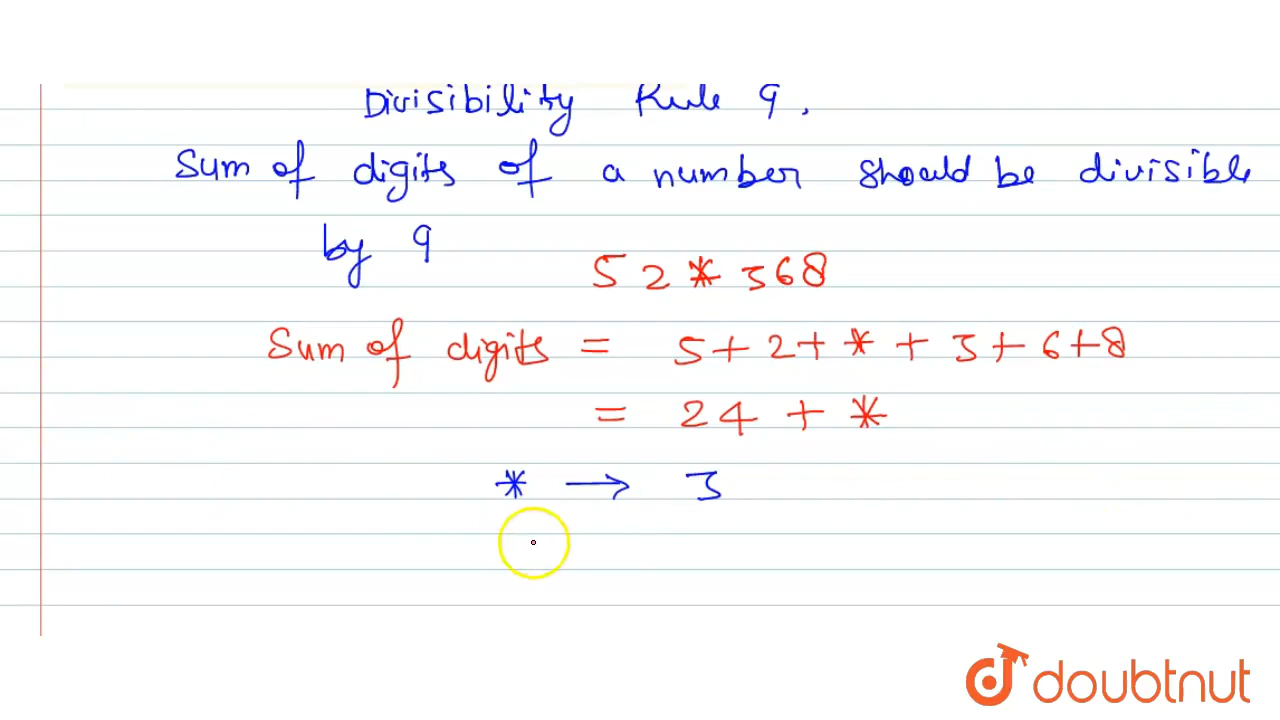 Divisibility Rule 9.
Sum of digits of a number should be divisible
by 9
52*368
Sum of digits = 5+2+*+3+6+8
= 24 + *
* → 3
doubtnut